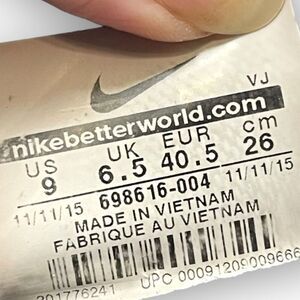 VJ
nikebetterworld.com
US UK EUR cm
9 6.5 40.5 26
11/11/15 698616-004 11/11/15
MADE IN VIETNAM
FABRIQUE AU VIETNAM
201776241 UPC 00091209009666